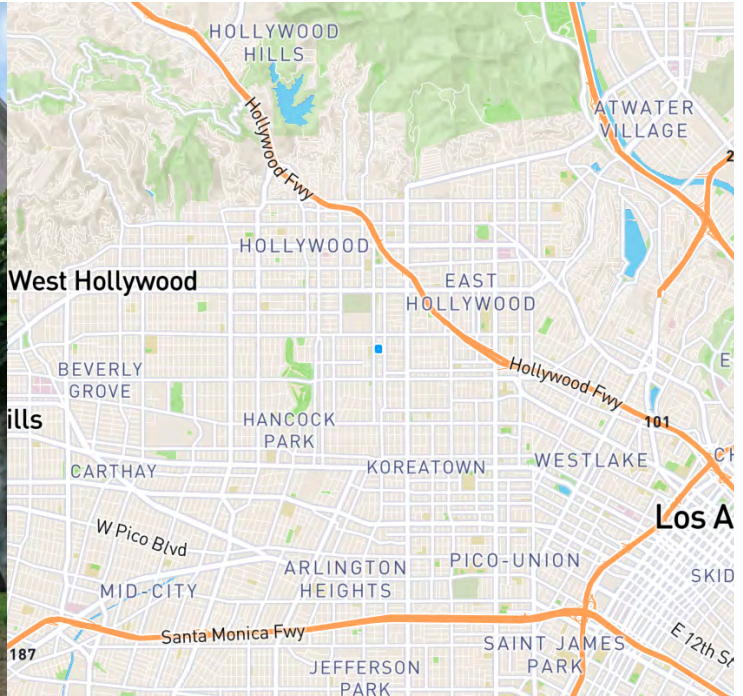 HOLLYWOOD
HILLS
ATWATER
VILLAGE
Hollywood Fwy
2
HOLLYWOOD
West Hollywood
EAST
HOLLYWOOD
BEVERLY
GROVE
Hollywood Fwy
E
ills
HANCOCK
PARK
101
CARTHAY
KOREATOWN
WESTLAKE
CH
W Pico Blvd
Los A
ARLINGTON
HEIGHTS
PICO-UNION
SKID
MID-CITY
Santa Monica Fwy
SAINT JAMES
PARK
E 12th St
187
JEFFERSON
PARK